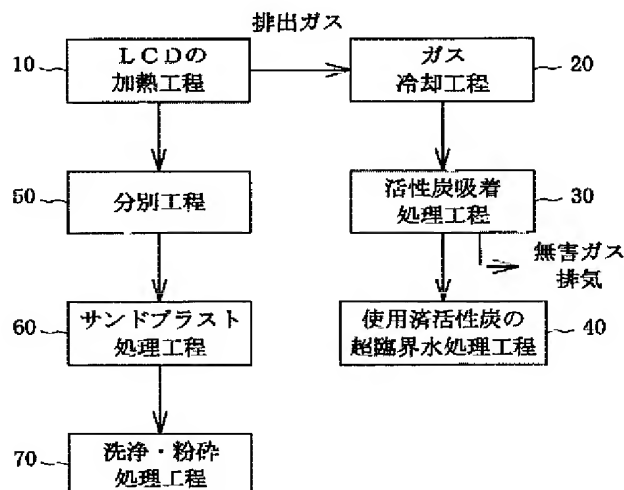 排出ガス
10
LCDの
加熱工程
ガス
冷却工程
20
50
分別工程
活性炭吸着
処理工程
30
無害ガス
排気
60
サンドブラスト
処理工程
使用済活性炭の
超臨界水処理工程
40
70
洗浄・粉砕
処理工程